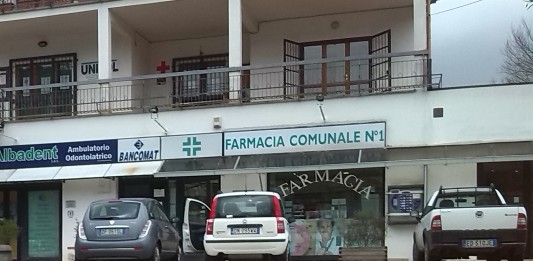 UNI
Albadent
Ambulatorio
Odontoiatrico
BANCOMAT
FARMACIA COMUNALE N°1
FARMACIA